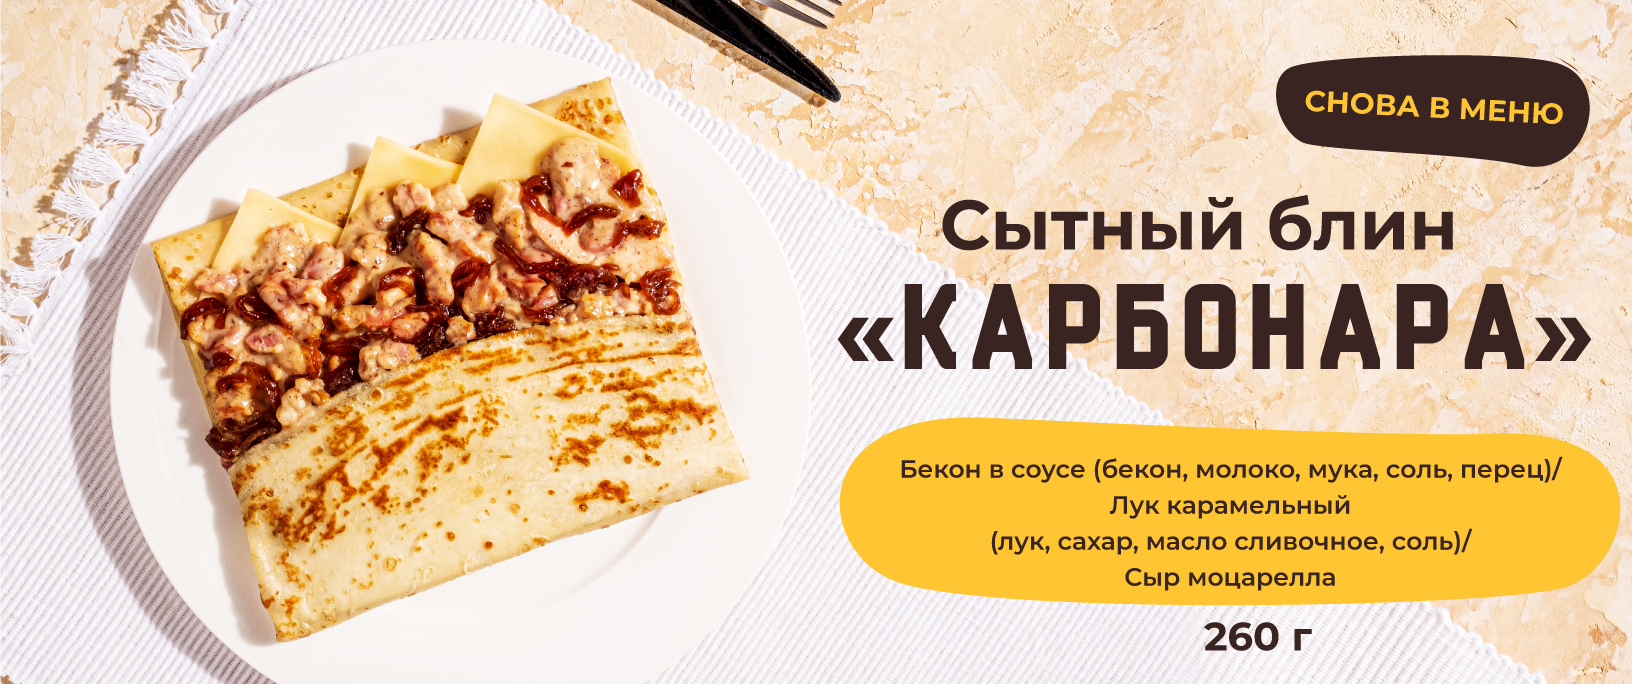 СНОВА В МЕНЮ
Сытный блин
«КАРБОНАРА»
Бекон в соусе (бекон, молоко, мука, соль, перец)/
Лук карамельный
(лук, сахар, масло сливочное, соль)/
Сыр моцарелла
260 г